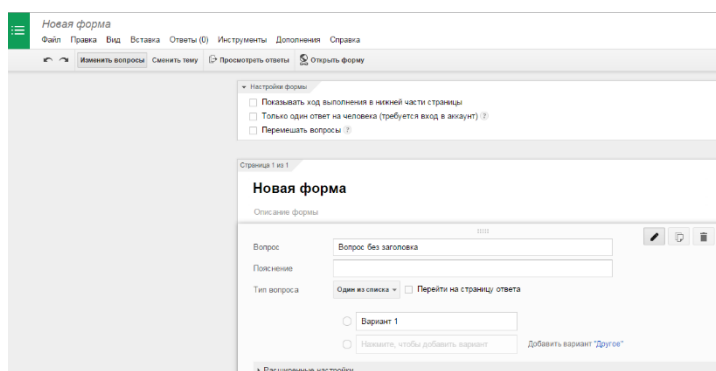 Новая форма
Файл Правка Вид Вставка Ответы (0) Инструменты Дополнения Справка
Изменить вопросы Сменить тему Просмотреть ответы Открыть форму
Настройки формы
Показывать ход выполнения в нижней части страницы
Только один ответ на человека (требуется вход в аккаунт) ?
Перемешать вопросы ?
Страница 1 из 1
Новая форма
Описание формы
Вопрос Вопрос без заголовка
Пояснение
Тип вопроса Один из списка Перейти на страницу ответа
Вариант 1
Нажмите, чтобы добавить вариант Добавить вариант "Другое"
Расширенные настройки